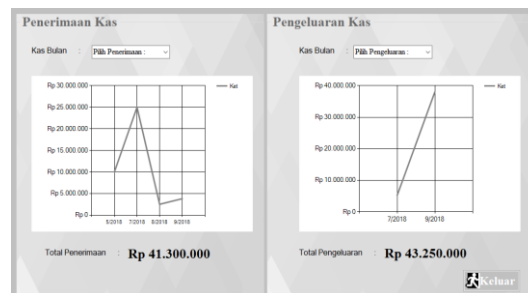 Penerimaan Kas
Kas Bulan : Pilih Penerimaan :
Rp 30.000.000
Ket
Rp 25.000.000
Rp 20.000.000
Rp 15.000.000
Rp 10.000.000
Rp 5.000.000
Rp 0
5/2018 7/2018 8/2018 9/2018
Total Penerimaan : Rp 41.300.000
Pengeluaran Kas
Kas Bulan : Pilih Pengeluaran :
Rp 40.000.000
Ket
Rp 30.000.000
Rp 20.000.000
Rp 10.000.000
Rp 0
7/2018 9/2018
Total Pengeluaran : Rp 43.250.000
Keluar